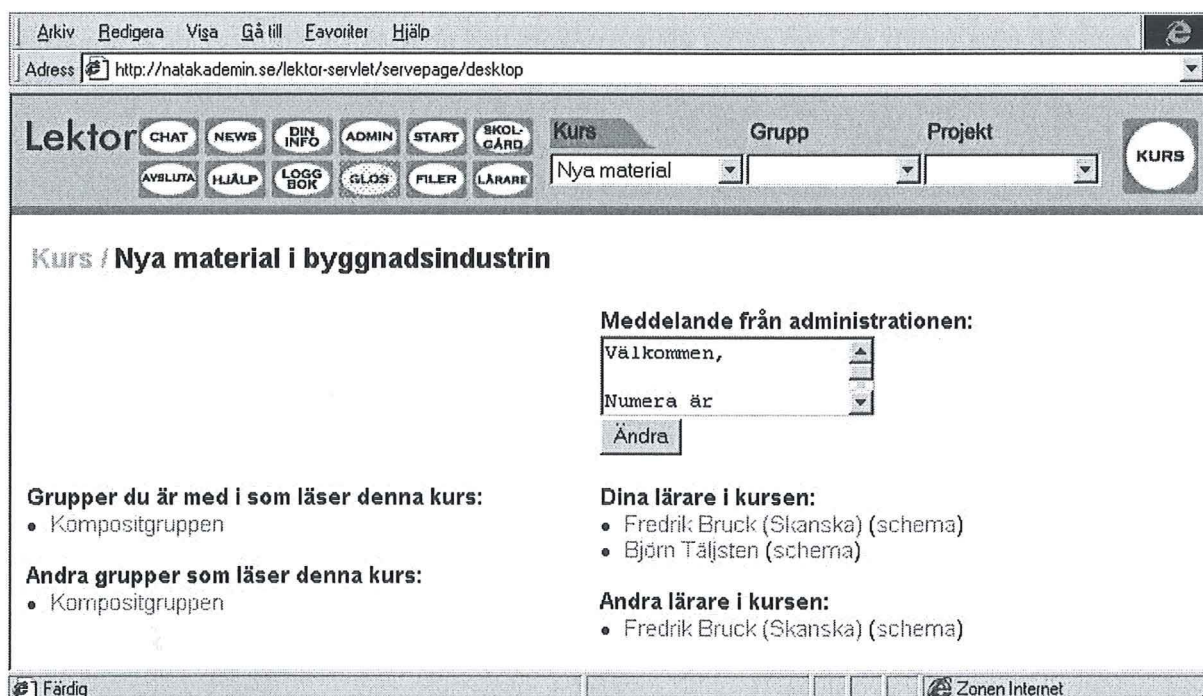 Arkiv Redigera Visa Gå till Favoriter Hjälp
Adress http://natakademin.se/lektor-servlet/servepage/desktop
Lektor CHAT NEWS DIN INFO ADMIN START SKOL-GÅRD Kurs Grupp Projekt KURS
AVSLUTA HJÄLP LOGG BOK GLOS FILER LÄRARE Nya material
Kurs / Nya material i byggnadsindustrin
Meddelande från administrationen:
Välkommen,
Numera är
Ändra
Grupper du är med i som läser denna kurs:
• Kompositgruppen
Andra grupper som läser denna kurs:
• Kompositgruppen
Dina lärare i kursen:
• Fredrik Bruck (Skanska) (schema)
• Björn Täljsten (schema)
Andra lärare i kursen:
• Fredrik Bruck (Skanska) (schema)
Färdig Zonen Internet